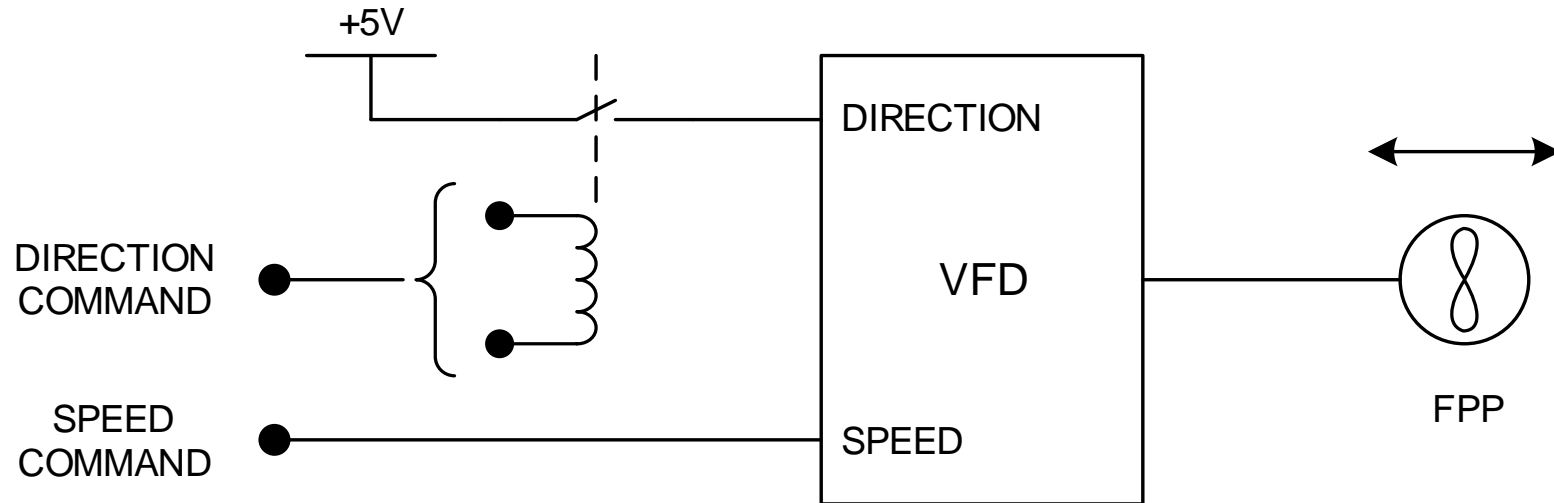 +5V
DIRECTION
DIRECTION
COMMAND
VFD
SPEED
COMMAND
SPEED
FPP